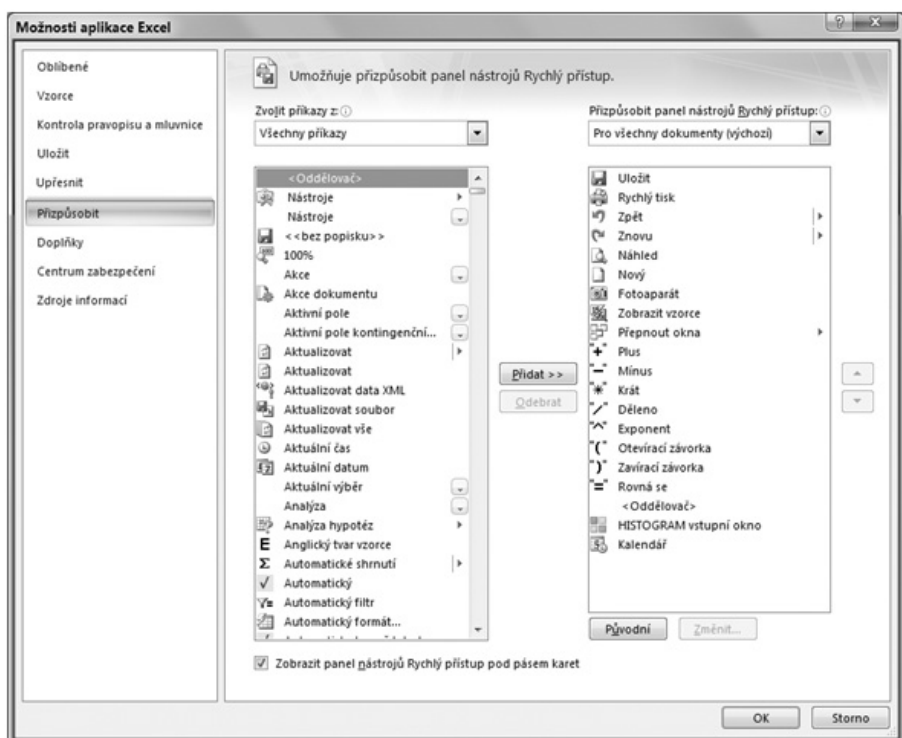 Možnosti aplikace Excel
Oblíbené
Vzorce
Kontrola pravopisu a mluvnice
Uložit
Upřesnit
Přizpůsobit
Doplňky
Centrum zabezpečení
Zdroje informací
Umožňuje přizpůsobit panel nástrojů Rychlý přístup.
Zvolit příkazy z:
Všechny příkazy
<Oddělovač>
Nástroje
Nástroje
<<bez popisku>>
100%
Akce
Akce dokumentu
Aktivní pole
Aktivní pole kontingenční...
Aktualizovat
Aktualizovat
Aktualizovat data XML
Aktualizovat soubor
Aktualizovat vše
Aktuální čas
Aktuální datum
Aktuální výběr
Analýza
Analýza hypotéz
Anglický tvar vzorce
Automatické shrnutí
Automatický
Automatický filtr
Automatický formát...
Přidat >>
Odebrat
Přizpůsobit panel nástrojů Rychlý přístup:
Pro všechny dokumenty (výchozí)
Uložit
Rychlý tisk
Zpět
Znovu
Náhled
Nový
Fotoaparát
Zobrazit vzorce
Přepnout okna
"+" Plus
"−" Mínus
"*" Krát
"/" Děleno
"^" Exponent
"(" Otevírací závorka
")" Zavírací závorka
"=" Rovná se
<Oddělovač>
HISTOGRAM vstupní okno
Kalendář
Původní
Změnit...
Zobrazit panel nástrojů Rychlý přístup pod pásem karet
OK
Storno